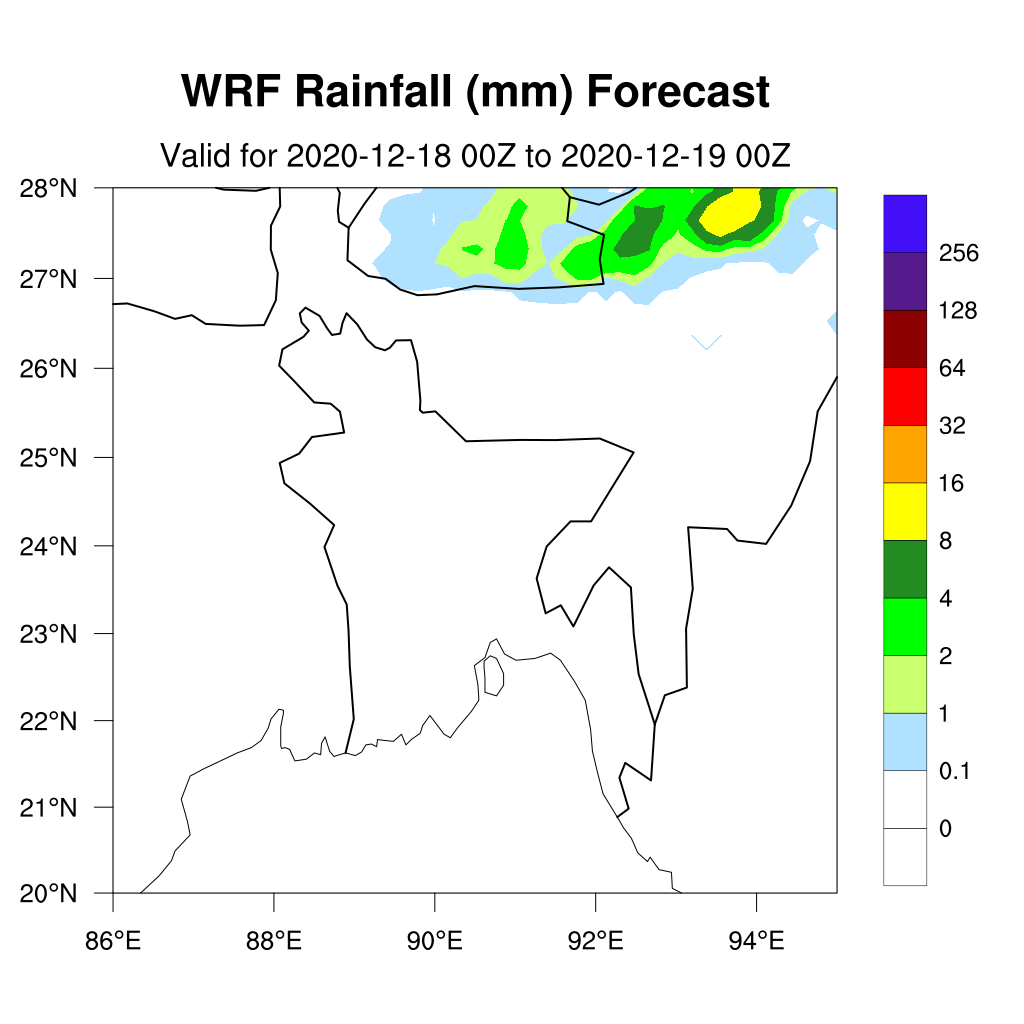 WRF Rainfall (mm) Forecast
Valid for 2020-12-18 00Z to 2020-12-19 00Z
28°N
27°N
26°N
25°N
24°N
23°N
22°N
21°N
20°N
86°E 88°E 90°E 92°E 94°E
256
128
64
32
16
8
4
2
1
0.1
0